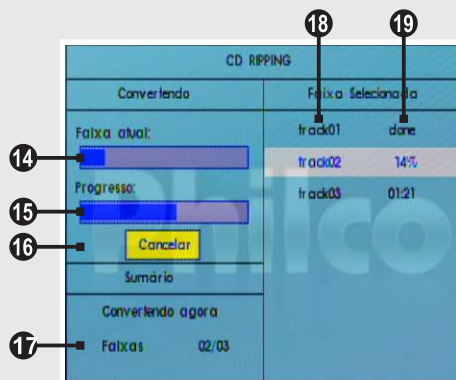 18 19
CD RIPPING
Convertendo
Faixa Selecionada
Faixa atual:
track01 done
14
track02 14%
Progresso:
track03 01:21
15
16
Cancelar
Philco
Sumário
Convertendo agora
17
Faixas 02/03